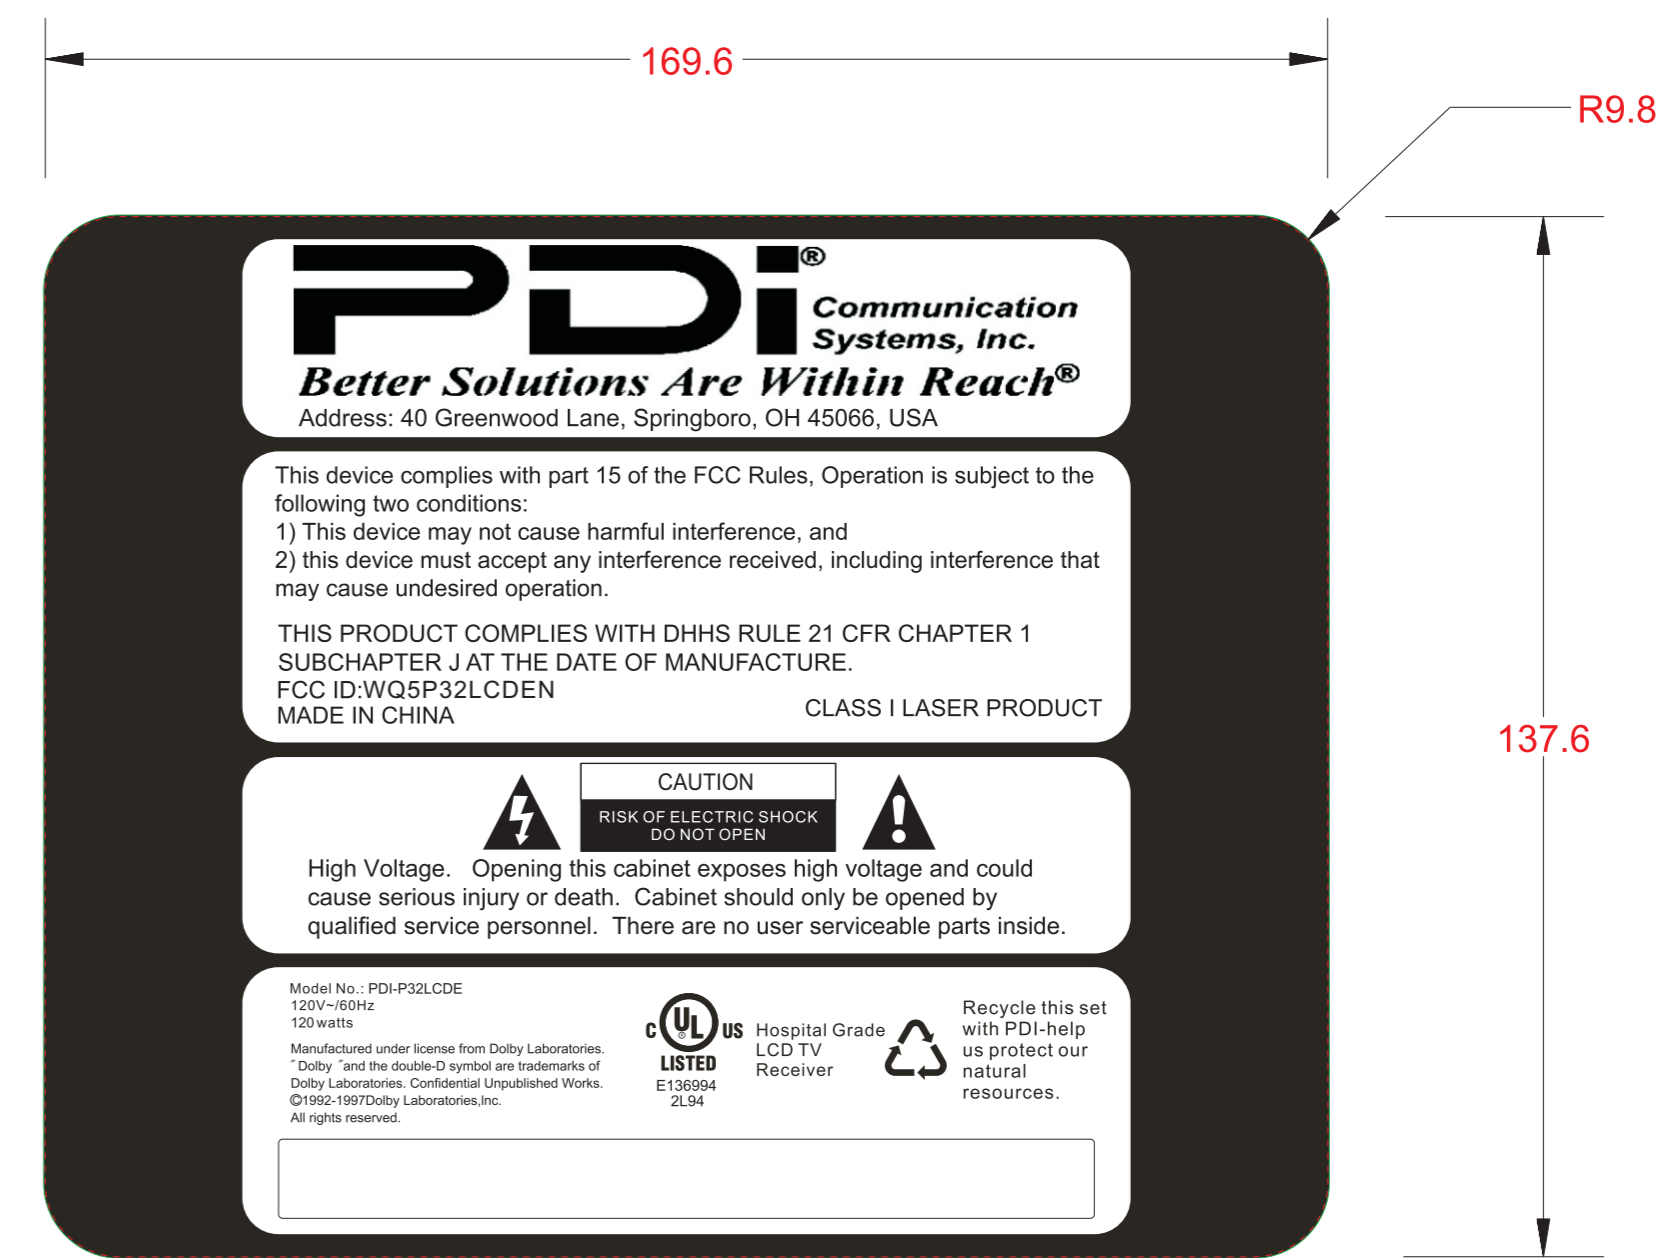 169.6
R9.8
PDi®
Communication
Systems, Inc.
Better Solutions Are Within Reach®
Address: 40 Greenwood Lane, Springboro, OH 45066, USA
This device complies with part 15 of the FCC Rules, Operation is subject to the
following two conditions:
1) This device may not cause harmful interference, and
2) this device must accept any interference received, including interference that
may cause undesired operation.
THIS PRODUCT COMPLIES WITH DHHS RULE 21 CFR CHAPTER 1
SUBCHAPTER J AT THE DATE OF MANUFACTURE.
FCC ID:WQ5P32LCDEN
MADE IN CHINA
CLASS I LASER PRODUCT
137.6
CAUTION
RISK OF ELECTRIC SHOCK
DO NOT OPEN
High Voltage. Opening this cabinet exposes high voltage and could
cause serious injury or death. Cabinet should only be opened by
qualified service personnel. There are no user serviceable parts inside.
Model No.: PDI-P32LCDE
120V~/60Hz
120 watts
Manufactured under license from Dolby Laboratories.
˝Dolby ˝and the double-D symbol are trademarks of
Dolby Laboratories. Confidential Unpublished Works.
©1992-1997Dolby Laboratories,Inc.
All rights reserved.
C UL® US
LISTED
E136994
2L94
Hospital Grade
LCD TV
Receiver
Recycle this set
with PDI-help
us protect our
natural
resources.